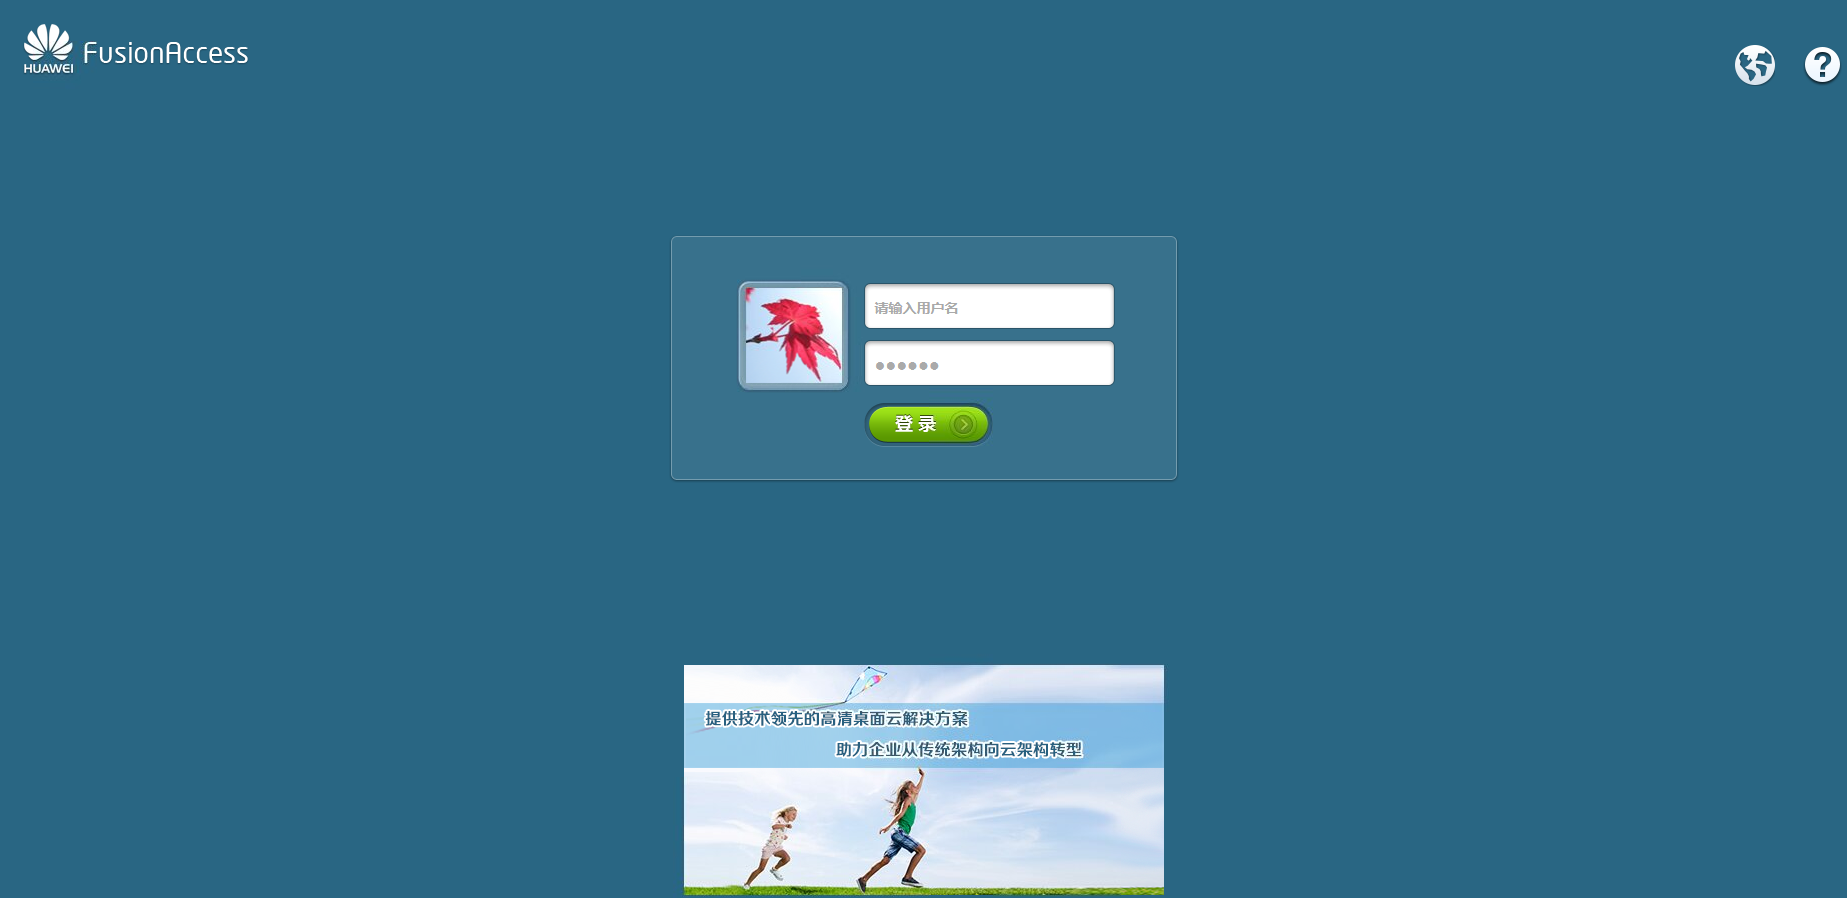 HUAWEI
FusionAccess
请输入用户名
登录
提供技术领先的高清桌面云解决方案
助力企业从传统架构向云架构转型